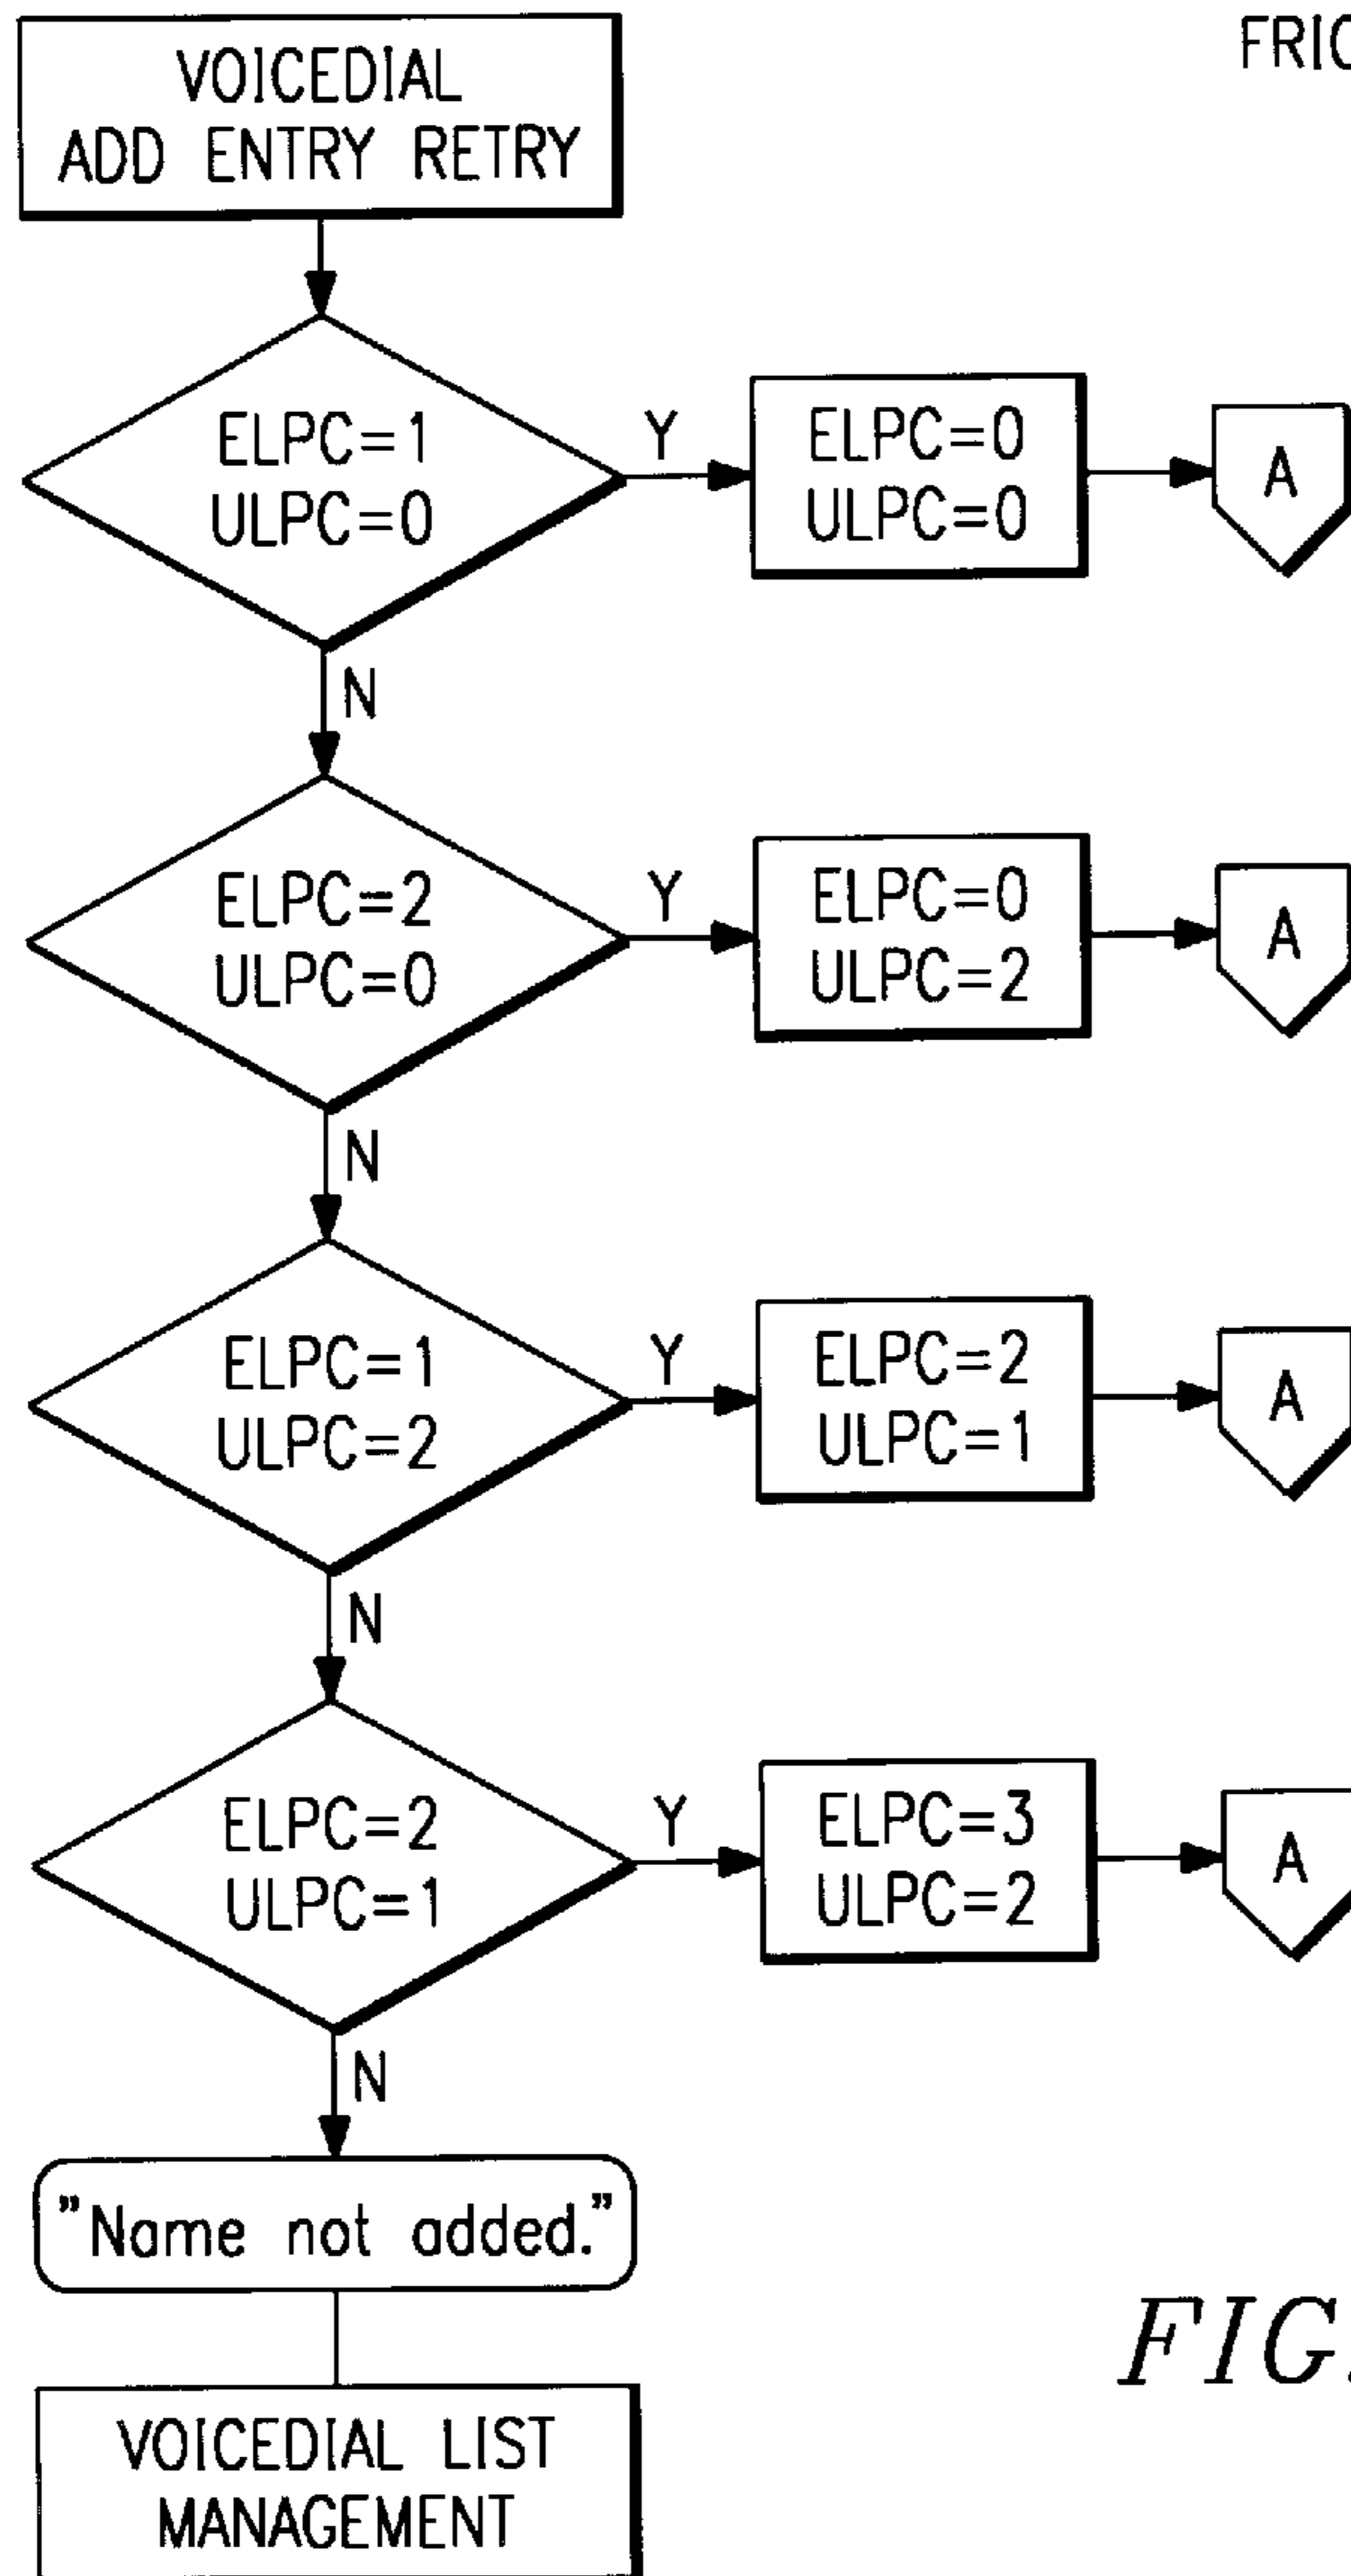 VOICEDIAL
ADD ENTRY RETRY
ELPC=1
ULPC=0
Y
ELPC=0
ULPC=0
A
N
ELPC=2
ULPC=0
Y
ELPC=0
ULPC=2
A
N
ELPC=1
ULPC=2
Y
ELPC=2
ULPC=1
A
N
ELPC=2
ULPC=1
Y
ELPC=3
ULPC=2
A
N
"Name not added."
FIG.
VOICEDIAL LIST
MANAGEMENT